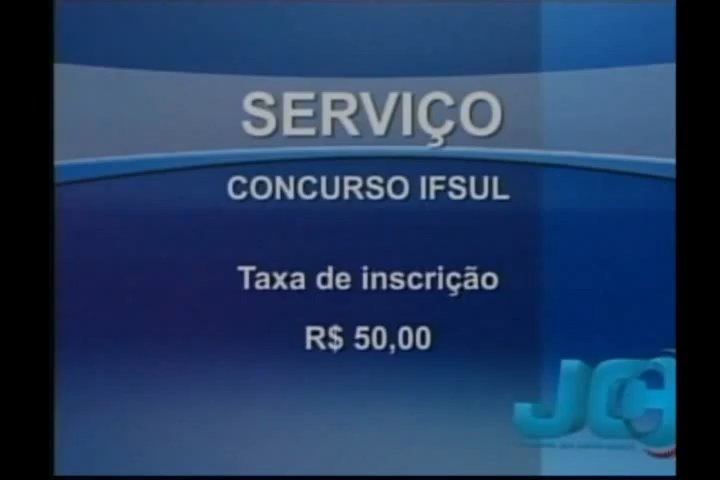 SERVIÇO
CONCURSO IFSUL
Taxa de inscrição
R$ 50,00